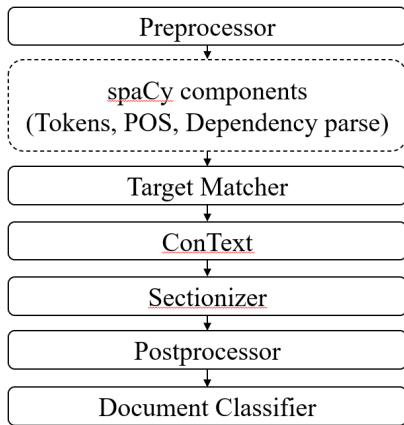 Preprocessor
spaCy components
(Tokens, POS, Dependency parse)
Target Matcher
ConText
Sectionizer
Postprocessor
Document Classifier